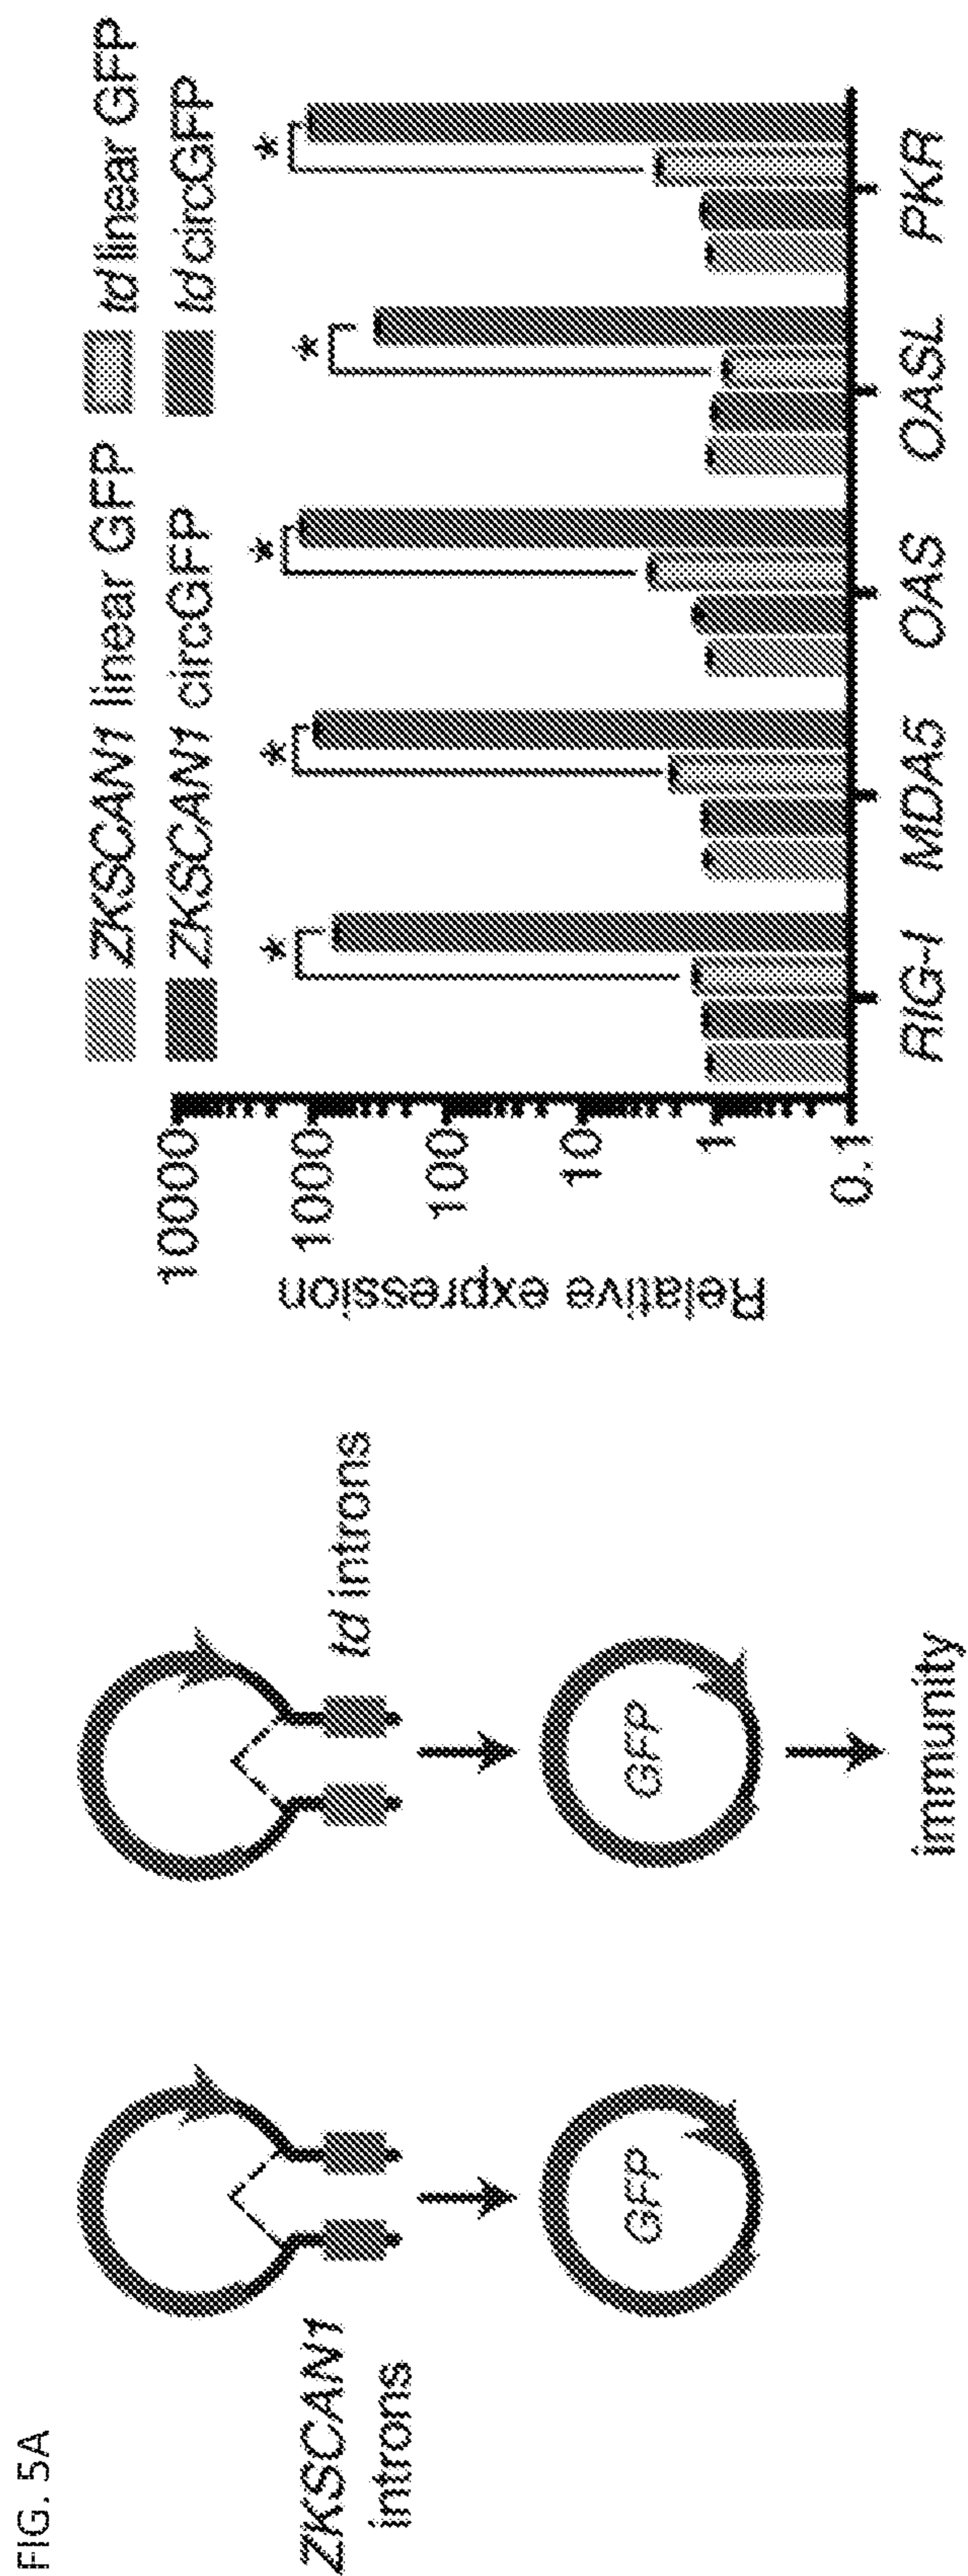 FIG. 5A
ZKSCAN1
introns
GFP
td introns
GFP
immunity
ZKSCAN1 linear GFP
td linear GFP
ZKSCAN1 circGFP
td circGFP
Relative expression
10000
1000
100
10
1
0.1
*
*
*
*
*
RIG-I
MDA5
OAS
OASL
PKR